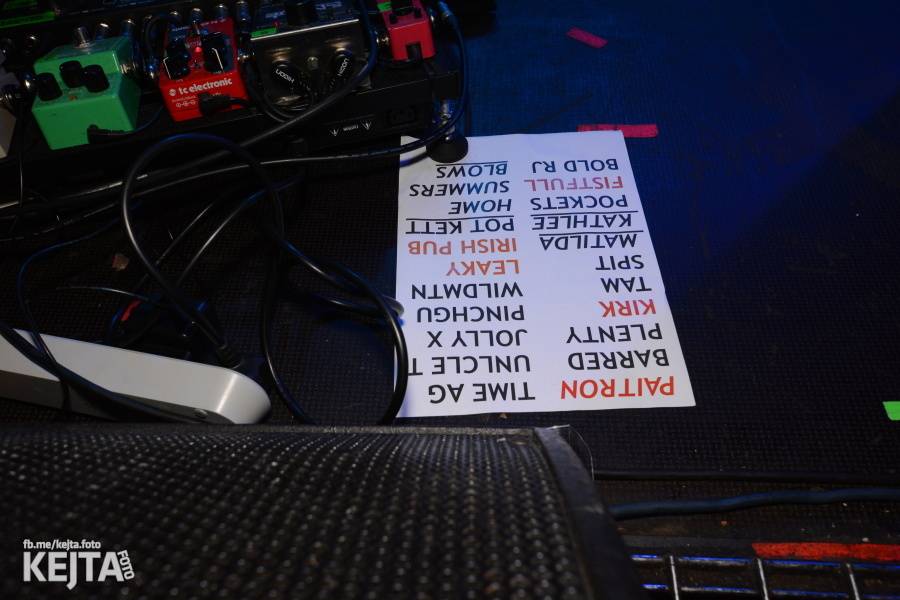 tc electronic
PAITRON
BARRED
PLENTY
KIRK
TAM
SPIT
MATILDA
KATHLEE
POCKETS
FISTFULL
BOLD RJ
TIME AG
UNLCLE T
JOLLY X
PINCHGU
WILDMTN
LEAKY
IRISH PUB
POT KETT
HOME
SUMMERS
BLOWS
fb.me/kejta.foto
KEJTA FOTO